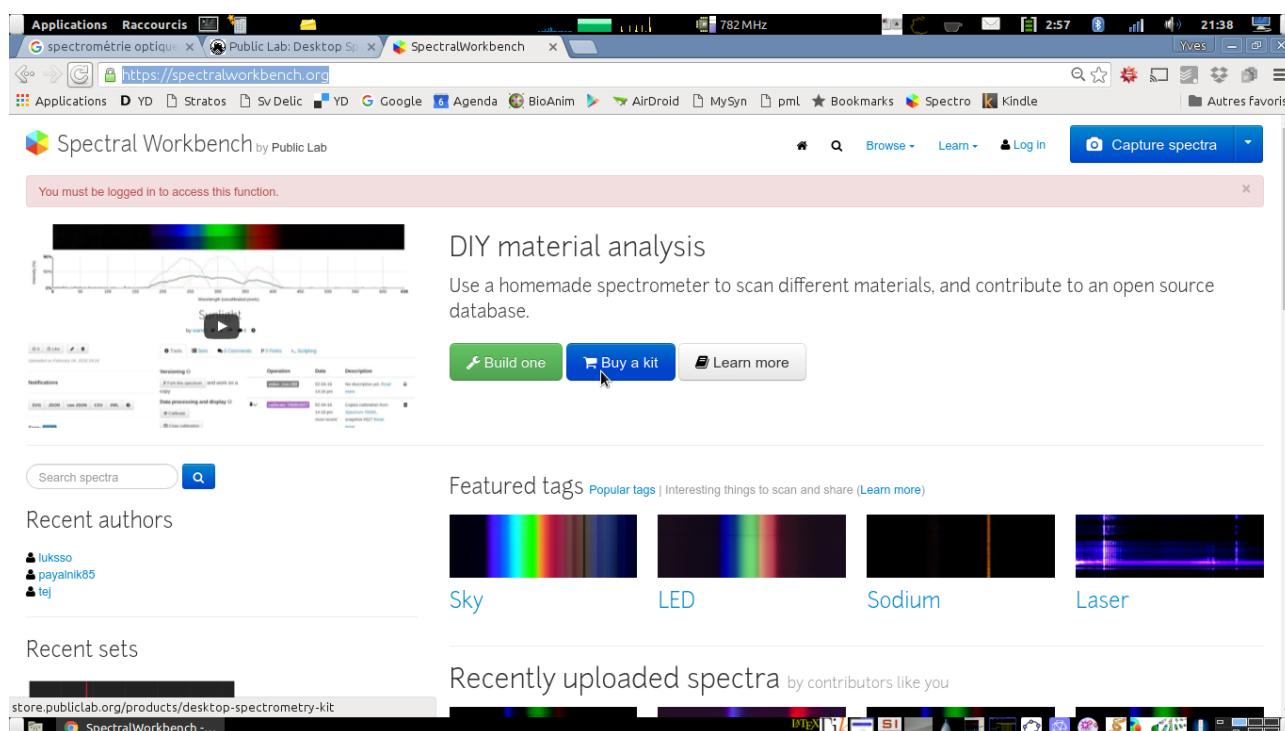 Applications Raccourcis 782 MHz 2:57 21:38
spectrométrie optique Public Lab: Desktop Sp SpectralWorkbench Yves
https://spectralworkbench.org
Applications YD Stratos SvDelic YD Google Agenda BioAnim AirDroid MySyn pml Bookmarks Spectro Kindle Autres favoris
Spectral Workbench by Public Lab Browse Learn Log in Capture spectra
You must be logged in to access this function.
DIY material analysis
Use a homemade spectrometer to scan different materials, and contribute to an open source
database.
Sunlight
Build one Buy a kit Learn more
Search spectra
Featured tags Popular tags | Interesting things to scan and share (Learn more)
Recent authors
luksso
payalnik85
tej
Sky LED Sodium Laser
Recent sets
Recently uploaded spectra by contributors like you
store.publiclab.org/products/desktop-spectrometry-kit
SpectralWorkbench -...